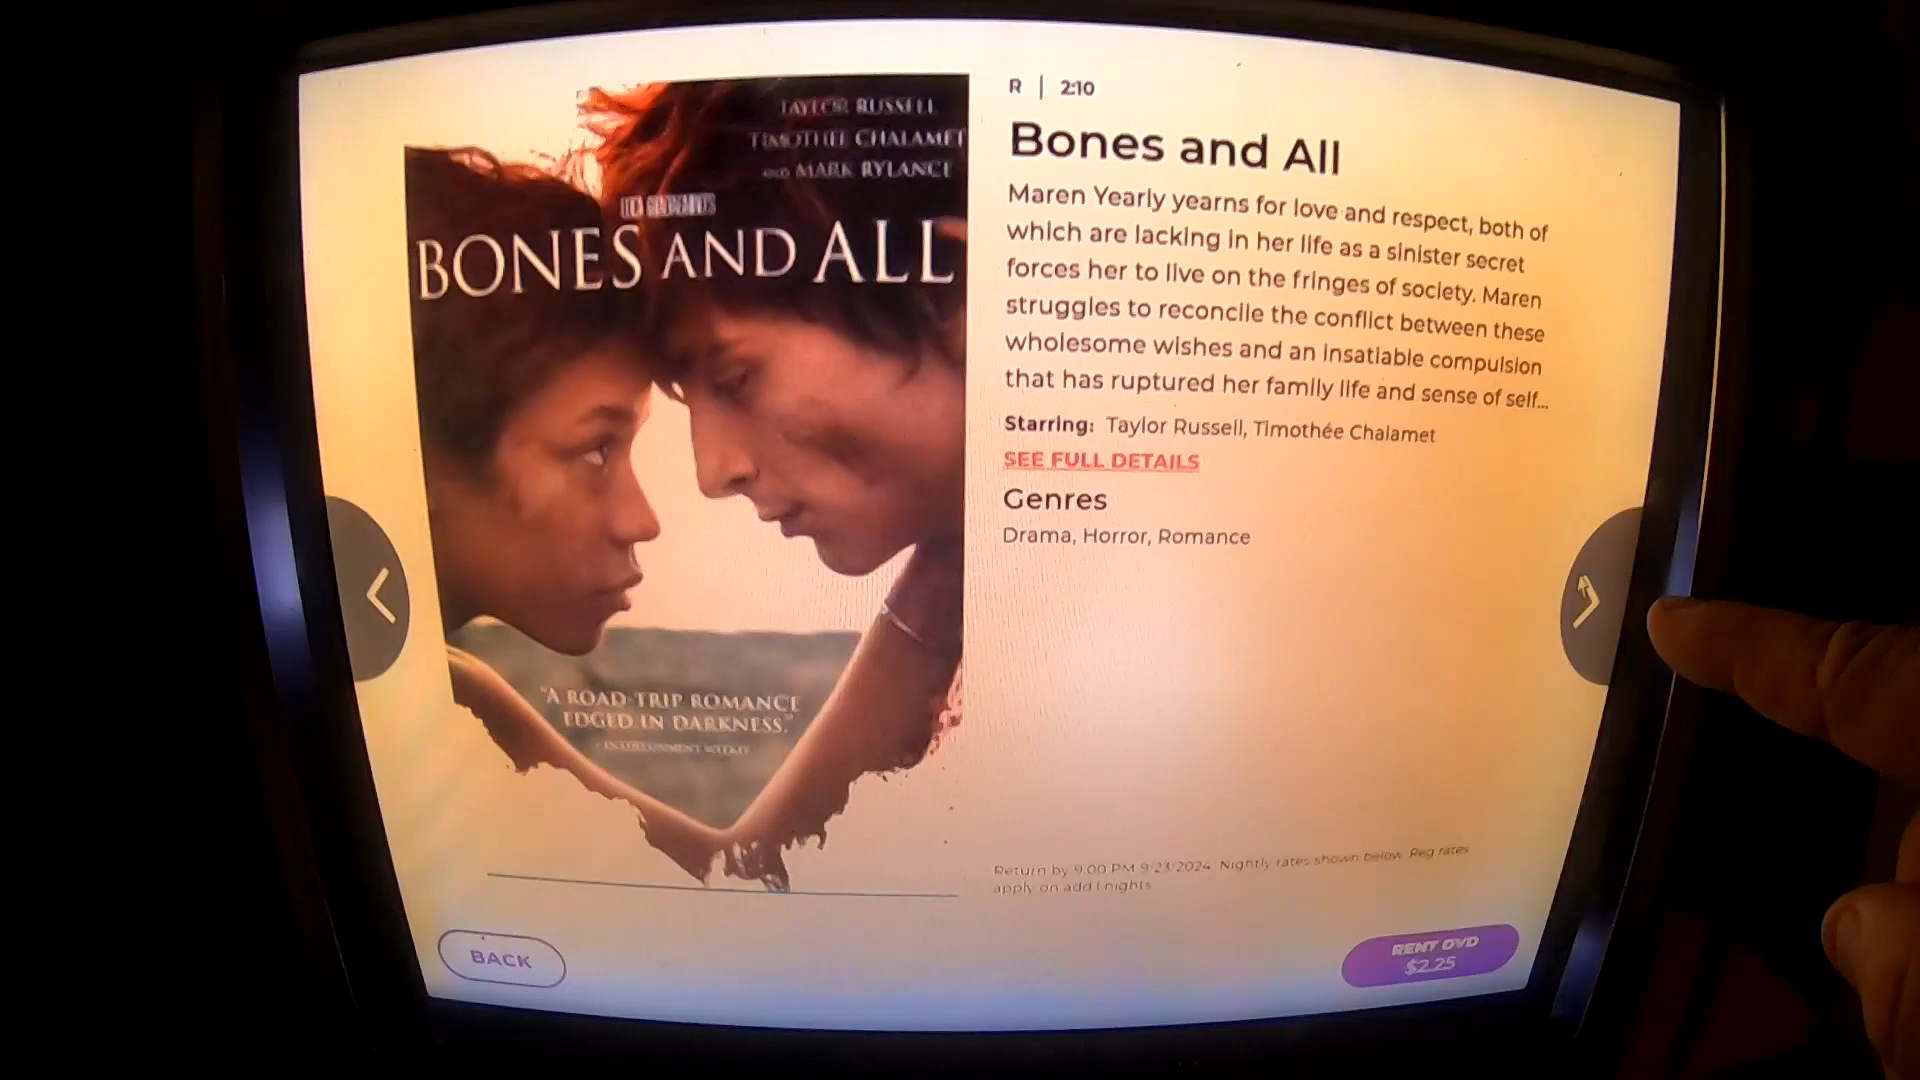 TAYLOR RUSSELL
TIMOTHÉE CHALAMET
AND MARK RYLANCE
BONES AND ALL
"A ROAD-TRIP ROMANCE
EDGED IN DARKNESS."
ENTERTAINMENT WEEKLY
R | 2:10
Bones and All
Maren Yearly yearns for love and respect, both of
which are lacking in her life as a sinister secret
forces her to live on the fringes of society. Maren
struggles to reconcile the conflict between these
wholesome wishes and an insatiable compulsion
that has ruptured her family life and sense of self...
Starring: Taylor Russell, Timothée Chalamet
SEE FULL DETAILS
Genres
Drama, Horror, Romance
Return by 9:00 PM 9/23/2024. Nightly rates shown below. Reg rates
apply on add'l nights.
BACK
RENT DVD
$2.25